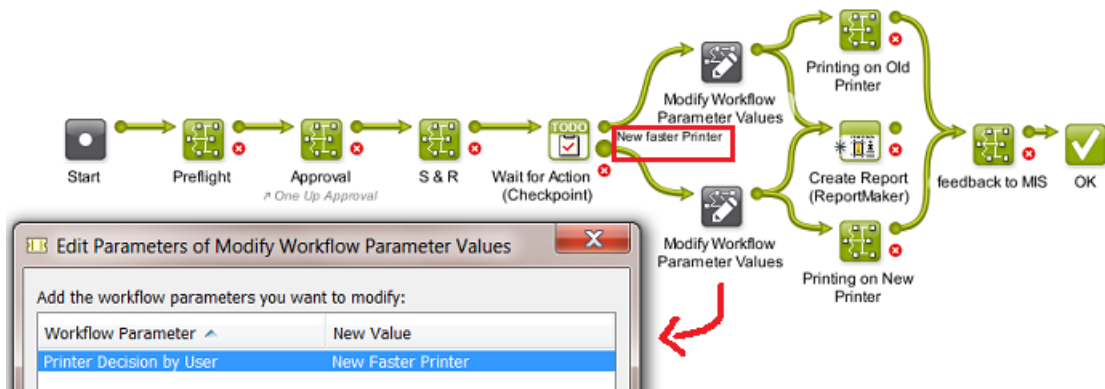 Start
Preflight
Approval
↗ One Up Approval
S & R
TODO
Wait for Action
(Checkpoint)
New faster Printer
Modify Workflow
Parameter Values
Modify Workflow
Parameter Values
Printing on Old
Printer
Create Report
(ReportMaker)
Printing on New
Printer
feedback to MIS
OK
Edit Parameters of Modify Workflow Parameter Values
Add the workflow parameters you want to modify:
Workflow Parameter New Value
Printer Decision by User New Faster Printer